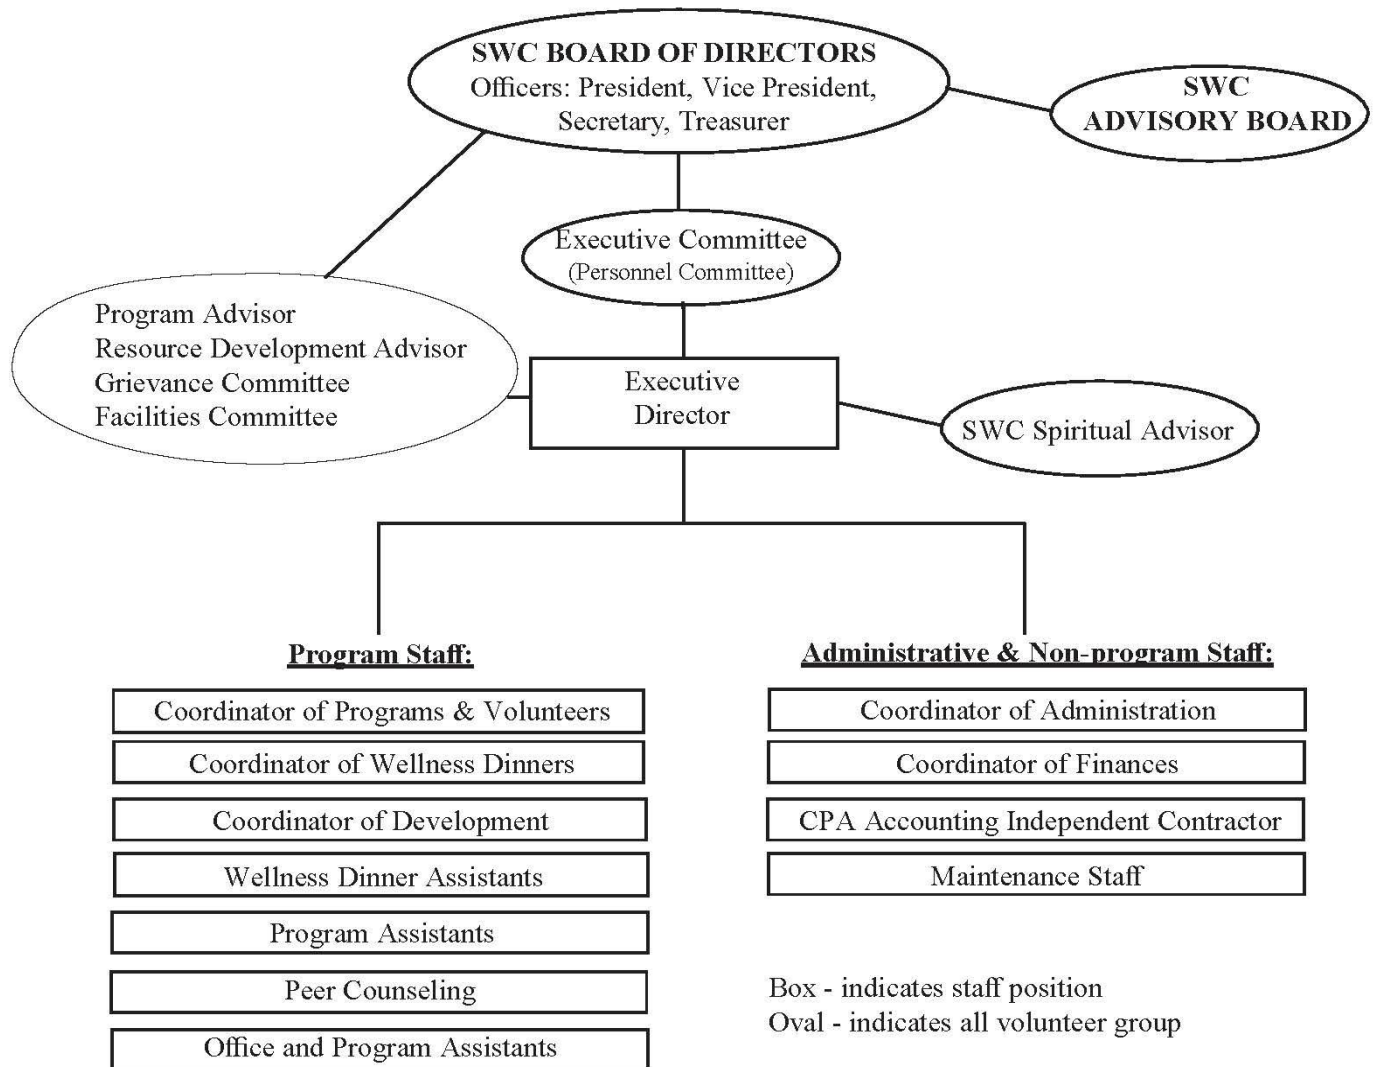 SWC BOARD OF DIRECTORS
Officers: President, Vice President,
Secretary, Treasurer
SWC
ADVISORY BOARD
Executive Committee
(Personnel Committee)
Program Advisor
Resource Development Advisor
Grievance Committee
Facilities Committee
Executive
Director
SWC Spiritual Advisor
Program Staff:
Coordinator of Programs & Volunteers
Coordinator of Wellness Dinners
Coordinator of Development
Wellness Dinner Assistants
Program Assistants
Peer Counseling
Office and Program Assistants
Administrative & Non-program Staff:
Coordinator of Administration
Coordinator of Finances
CPA Accounting Independent Contractor
Maintenance Staff
Box - indicates staff position
Oval - indicates all volunteer group